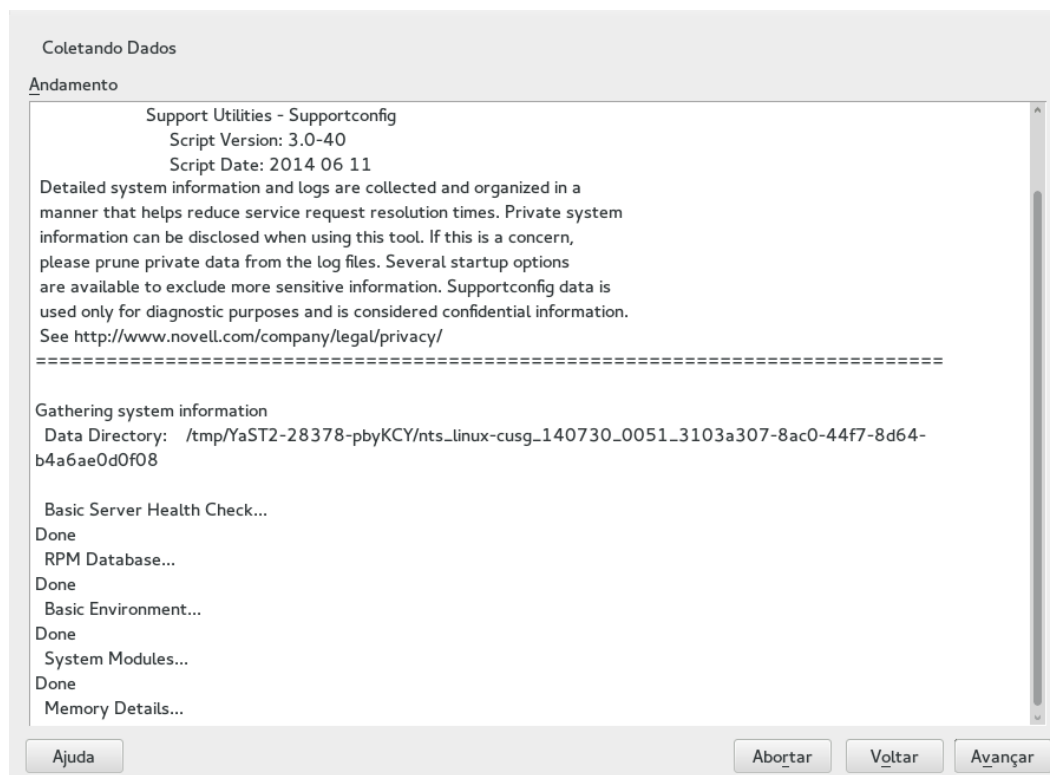 Coletando Dados
Andamento
Support Utilities - Supportconfig
Script Version: 3.0-40
Script Date: 2014 06 11
Detailed system information and logs are collected and organized in a
manner that helps reduce service request resolution times. Private system
information can be disclosed when using this tool. If this is a concern,
please prune private data from the log files. Several startup options
are available to exclude more sensitive information. Supportconfig data is
used only for diagnostic purposes and is considered confidential information.
See http://www.novell.com/company/legal/privacy/
=============================================================================
Gathering system information
Data Directory: /tmp/YaST2-28378-pbyKCY/nts_linux-cusg_140730_0051_3103a307-8ac0-44f7-8d64-
b4a6ae0d0f08
Basic Server Health Check...
Done
RPM Database...
Done
Basic Environment...
Done
System Modules...
Done
Memory Details...
Ajuda Abortar Voltar Avançar